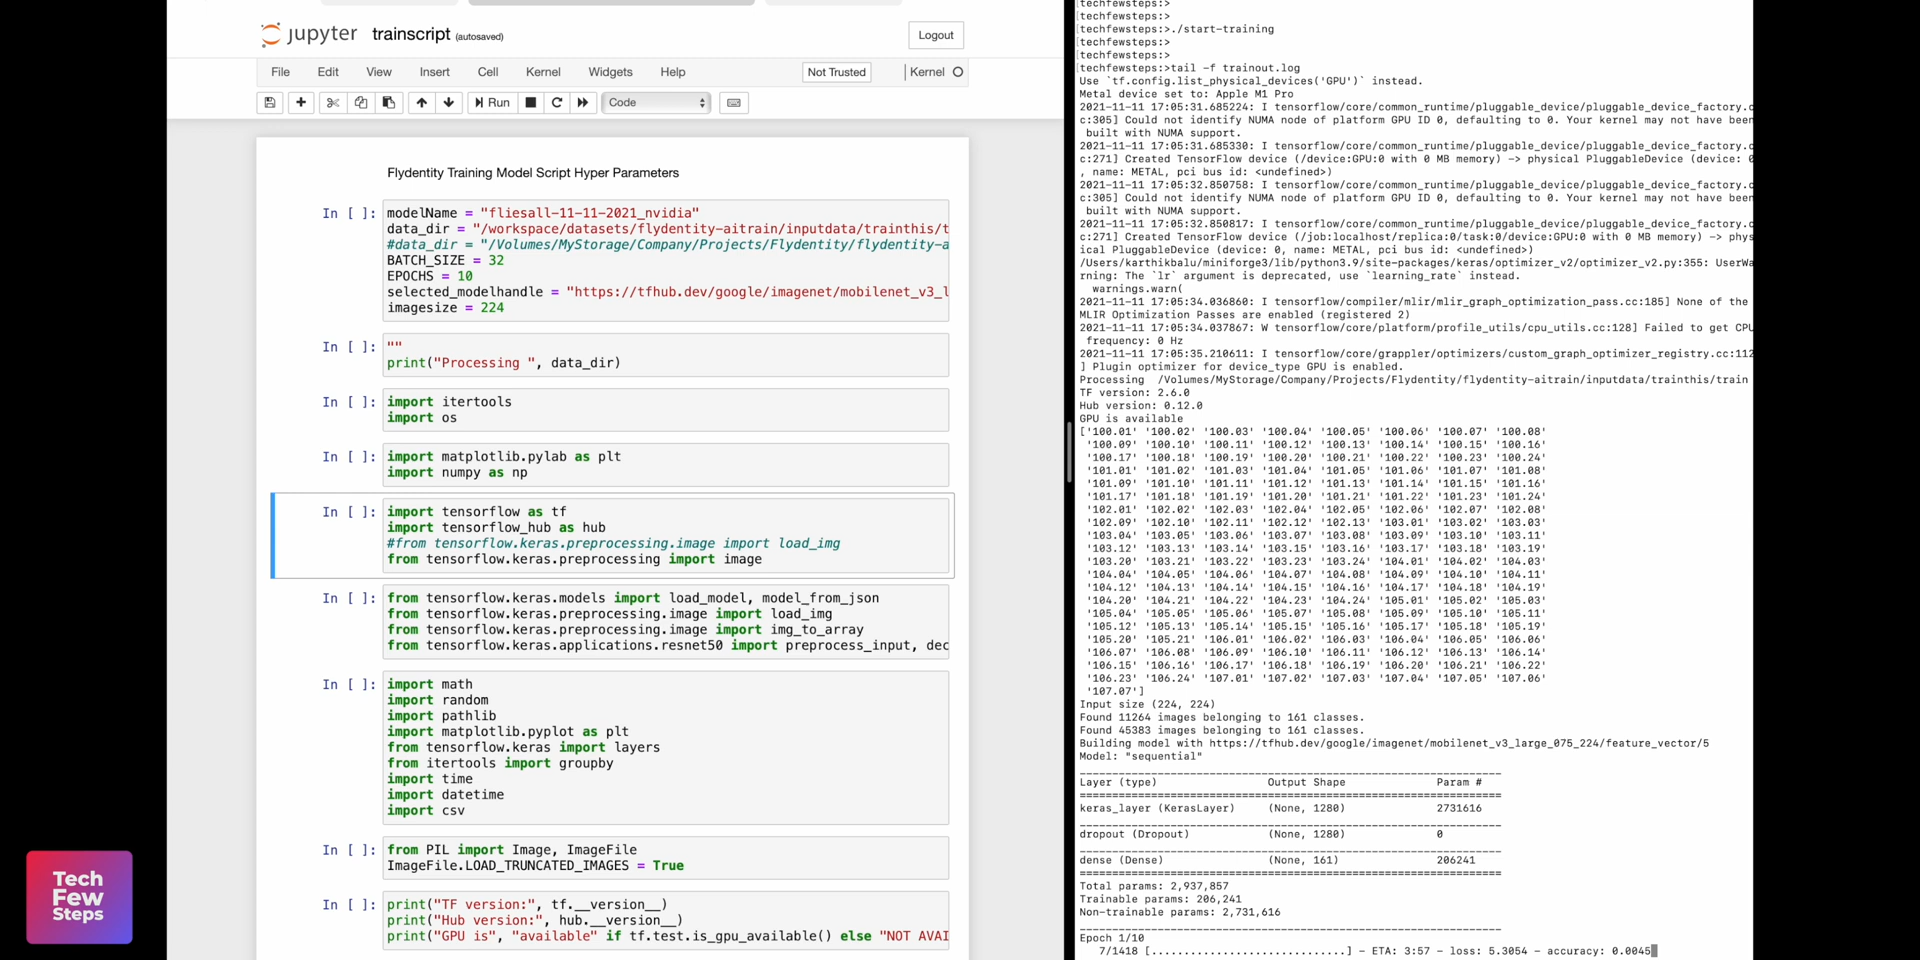 jupyter trainscript (autosaved)
Logout
File Edit View Insert Cell Kernel Widgets Help
Not Trusted
Kernel
Run
Code
Flydentity Training Model Script Hyper Parameters
In [ ]:
modelName = "fliesall-11-11-2021_nvidia"
data_dir = "/workspace/datasets/flydentity-aitrain/inputdata/trainthis/t
#data_dir = "/Volumes/MyStorage/Company/Projects/Flydentity/flydentity-a
BATCH_SIZE = 32
EPOCHS = 10
selected_modelhandle = "https://tfhub.dev/google/imagenet/mobilenet_v3_l
imagesize = 224
In [ ]:
""
print("Processing ", data_dir)
In [ ]:
import itertools
import os
In [ ]:
import matplotlib.pylab as plt
import numpy as np
In [ ]:
import tensorflow as tf
import tensorflow_hub as hub
#from tensorflow.keras.preprocessing.image import load_img
from tensorflow.keras.preprocessing import image
In [ ]:
from tensorflow.keras.models import load_model, model_from_json
from tensorflow.keras.preprocessing.image import load_img
from tensorflow.keras.preprocessing.image import img_to_array
from tensorflow.keras.applications.resnet50 import preprocess_input, dec
In [ ]:
import math
import random
import pathlib
import matplotlib.pyplot as plt
from tensorflow.keras import layers
from itertools import groupby
import time
import datetime
import csv
In [ ]:
from PIL import Image, ImageFile
ImageFile.LOAD_TRUNCATED_IMAGES = True
In [ ]:
print("TF version:", tf.__version__)
print("Hub version:", hub.__version__)
print("GPU is", "available" if tf.test.is_gpu_available() else "NOT AVAI
Tech
Few
Steps
[techfewsteps:>
[techfewsteps:>
[techfewsteps:>./start-training
[techfewsteps:>
[techfewsteps:>
[techfewsteps:>tail -f trainout.log
Use `tf.config.list_physical_devices('GPU')` instead.
Metal device set to: Apple M1 Pro
2021-11-11 17:05:31.685224: I tensorflow/core/common_runtime/pluggable_device/pluggable_device_factory.c
c:305] Could not identify NUMA node of platform GPU ID 0, defaulting to 0. Your kernel may not have been
built with NUMA support.
2021-11-11 17:05:31.685330: I tensorflow/core/common_runtime/pluggable_device/pluggable_device_factory.c
c:271] Created TensorFlow device (/device:GPU:0 with 0 MB memory) -> physical PluggableDevice (device: 0
, name: METAL, pci bus id: <undefined>)
2021-11-11 17:05:32.850758: I tensorflow/core/common_runtime/pluggable_device/pluggable_device_factory.c
c:305] Could not identify NUMA node of platform GPU ID 0, defaulting to 0. Your kernel may not have been
built with NUMA support.
2021-11-11 17:05:32.850817: I tensorflow/core/common_runtime/pluggable_device/pluggable_device_factory.c
c:271] Created TensorFlow device (/job:localhost/replica:0/task:0/device:GPU:0 with 0 MB memory) -> phys
ical PluggableDevice (device: 0, name: METAL, pci bus id: <undefined>)
/Users/karthikbalu/miniforge3/lib/python3.9/site-packages/keras/optimizer_v2/optimizer_v2.py:355: UserWa
rning: The `lr` argument is deprecated, use `learning_rate` instead.
warnings.warn(
2021-11-11 17:05:34.036860: I tensorflow/compiler/mlir/mlir_graph_optimization_pass.cc:185] None of the
MLIR Optimization Passes are enabled (registered 2)
2021-11-11 17:05:34.037867: W tensorflow/core/platform/profile_utils/cpu_utils.cc:128] Failed to get CPU
frequency: 0 Hz
2021-11-11 17:05:35.210611: I tensorflow/core/grappler/optimizers/custom_graph_optimizer_registry.cc:112
] Plugin optimizer for device_type GPU is enabled.
Processing  /Volumes/MyStorage/Company/Projects/Flydentity/flydentity-aitrain/inputdata/trainthis/train
TF version: 2.6.0
Hub version: 0.12.0
GPU is available
['100.01' '100.02' '100.03' '100.04' '100.05' '100.06' '100.07' '100.08'
'100.09' '100.10' '100.11' '100.12' '100.13' '100.14' '100.15' '100.16'
'100.17' '100.18' '100.19' '100.20' '100.21' '100.22' '100.23' '100.24'
'101.01' '101.02' '101.03' '101.04' '101.05' '101.06' '101.07' '101.08'
'101.09' '101.10' '101.11' '101.12' '101.13' '101.14' '101.15' '101.16'
'101.17' '101.18' '101.19' '101.20' '101.21' '101.22' '101.23' '101.24'
'102.01' '102.02' '102.03' '102.04' '102.05' '102.06' '102.07' '102.08'
'102.09' '102.10' '102.11' '102.12' '102.13' '103.01' '103.02' '103.03'
'103.04' '103.05' '103.06' '103.07' '103.08' '103.09' '103.10' '103.11'
'103.12' '103.13' '103.14' '103.15' '103.16' '103.17' '103.18' '103.19'
'103.20' '103.21' '103.22' '103.23' '103.24' '104.01' '104.02' '104.03'
'104.04' '104.05' '104.06' '104.07' '104.08' '104.09' '104.10' '104.11'
'104.12' '104.13' '104.14' '104.15' '104.16' '104.17' '104.18' '104.19'
'104.20' '104.21' '104.22' '104.23' '104.24' '105.01' '105.02' '105.03'
'105.04' '105.05' '105.06' '105.07' '105.08' '105.09' '105.10' '105.11'
'105.12' '105.13' '105.14' '105.15' '105.16' '105.17' '105.18' '105.19'
'105.20' '105.21' '106.01' '106.02' '106.03' '106.04' '106.05' '106.06'
'106.07' '106.08' '106.09' '106.10' '106.11' '106.12' '106.13' '106.14'
'106.15' '106.16' '106.17' '106.18' '106.19' '106.20' '106.21' '106.22'
'106.23' '106.24' '107.01' '107.02' '107.03' '107.04' '107.05' '107.06'
'107.07']
Input size (224, 224)
Found 11264 images belonging to 161 classes.
Found 45383 images belonging to 161 classes.
Building model with https://tfhub.dev/google/imagenet/mobilenet_v3_large_075_224/feature_vector/5
Model: "sequential"
Layer (type) Output Shape Param #
keras_layer (KerasLayer) (None, 1280) 2731616
dropout (Dropout) (None, 1280) 0
dense (Dense) (None, 161) 206241
Total params: 2,937,857
Trainable params: 206,241
Non-trainable params: 2,731,616
Epoch 1/10
7/1418 [..............................] - ETA: 3:57 - loss: 5.3054 - accuracy: 0.0045